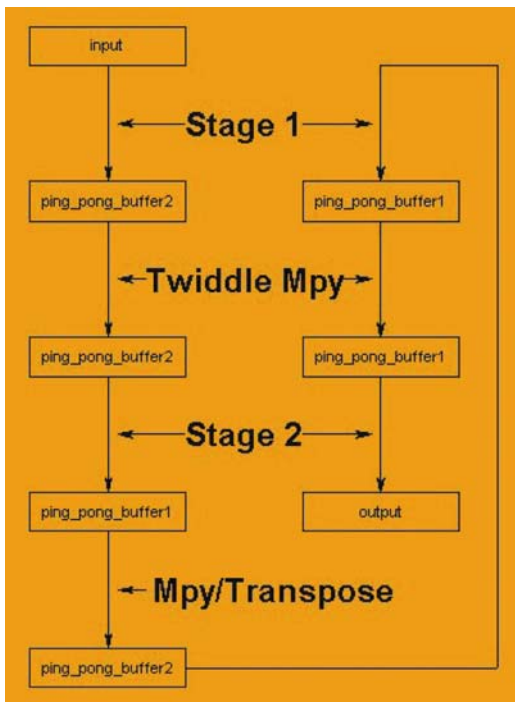 input
Stage 1
ping_pong_buffer2
ping_pong_buffer1
Twiddle Mpy
ping_pong_buffer2
ping_pong_buffer1
Stage 2
ping_pong_buffer1
output
Mpy/Transpose
ping_pong_buffer2